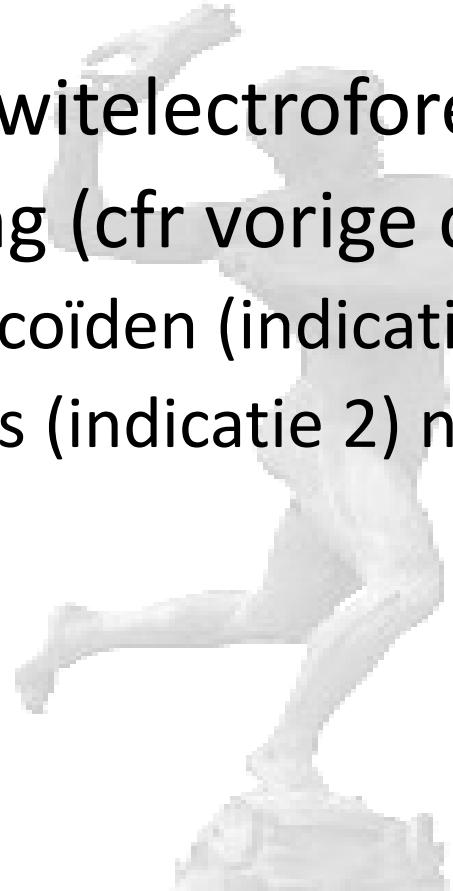 witelectrofore
g (cfr vorige
coïden (indicati
s (indicatie 2) n